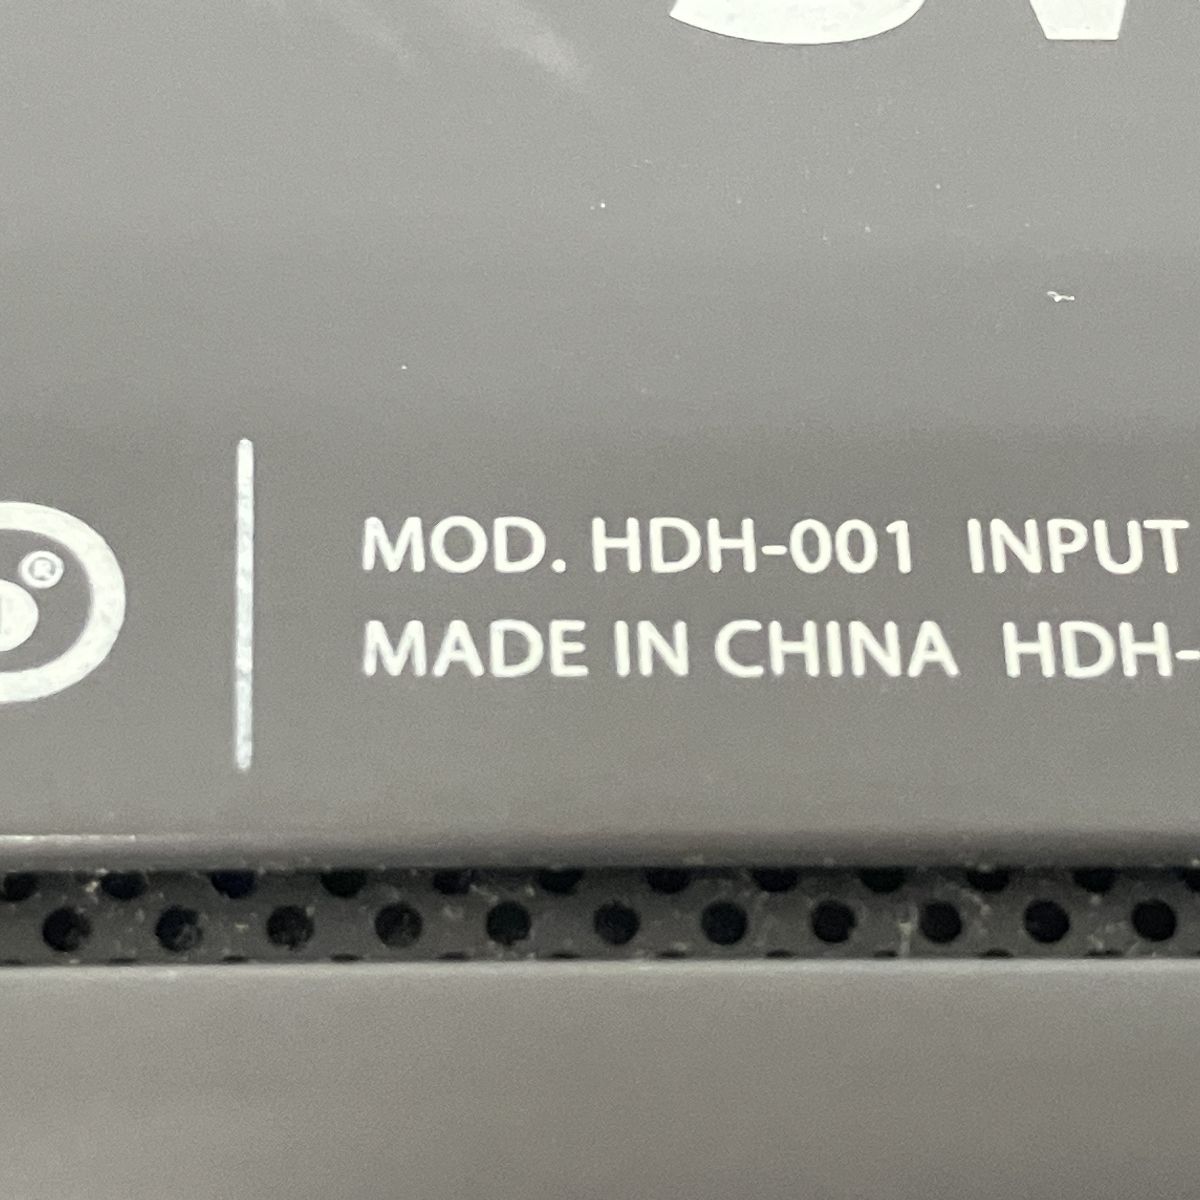 MOD. HDH-001 INPUT
MADE IN CHINA HDH-
®